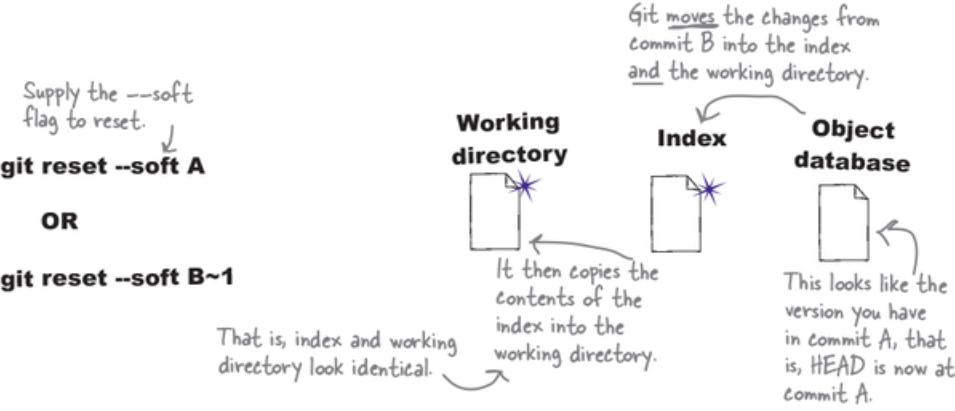 Git moves the changes from
commit B into the index
and the working directory.
Supply the --soft
flag to reset.
git reset --soft A
OR
git reset --soft B~1
Working
directory
Index
Object
database
It then copies the
contents of the
index into the
working directory.
That is, index and working
directory look identical.
This looks like the
version you have
in commit A, that
is, HEAD is now at
commit A.